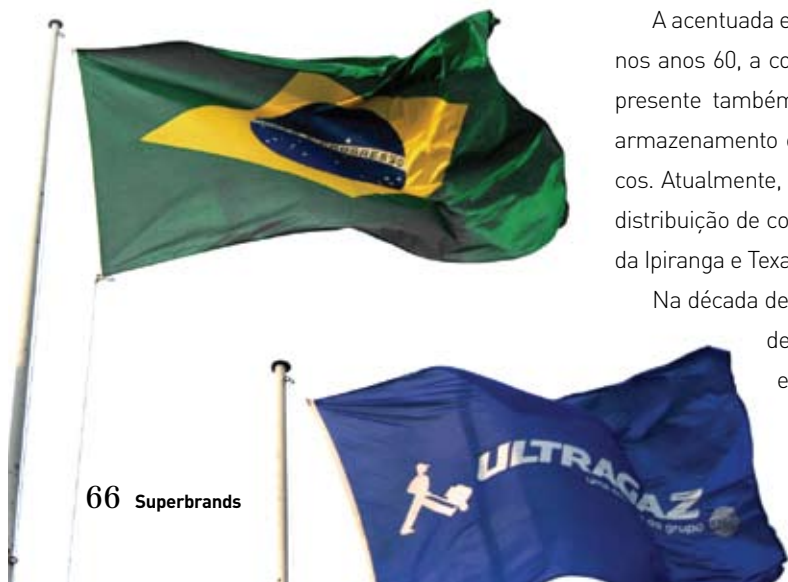 A acentuada e
nos anos 60, a co
presente também
armazenamento
cos. Atualmente,
distribuição de co
da Ipiranga e Texa
Na década de
de
e
ULTRAGAZ
grupo
66 Superbrands